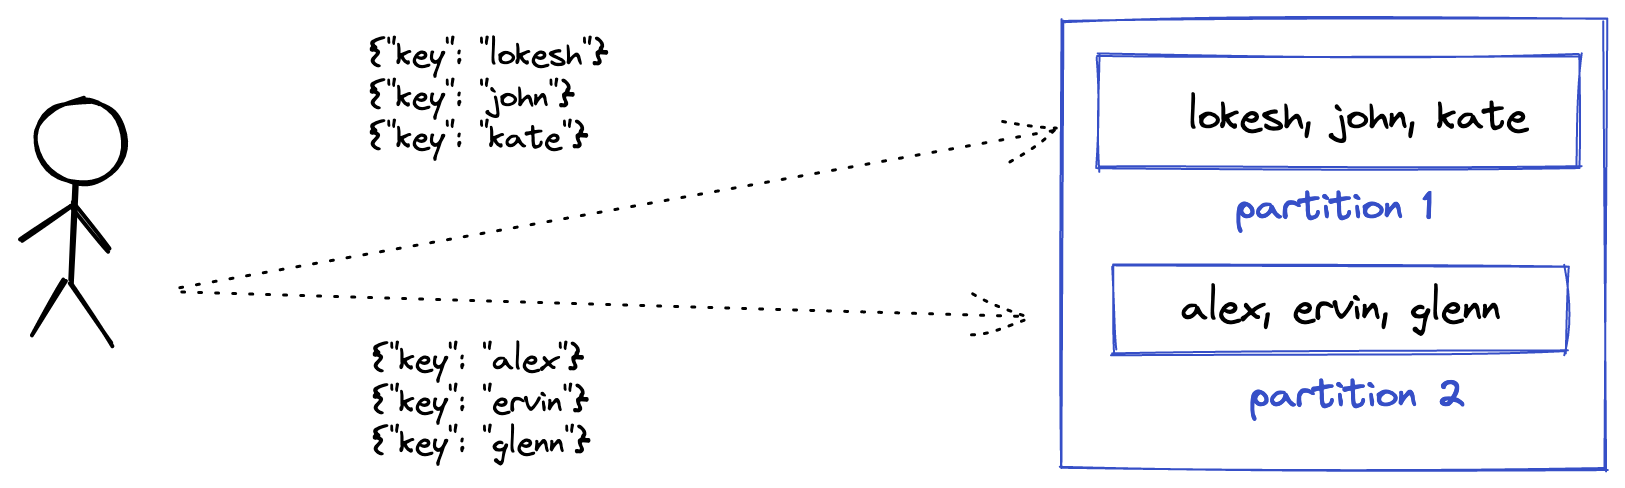 {"key": "lokesh"}
{"key": "john"}
{"key": "kate"}
lokesh, john, kate
partition 1
alex, ervin, glenn
partition 2
{"key": "alex"}
{"key": "ervin"}
{"key": "glenn"}